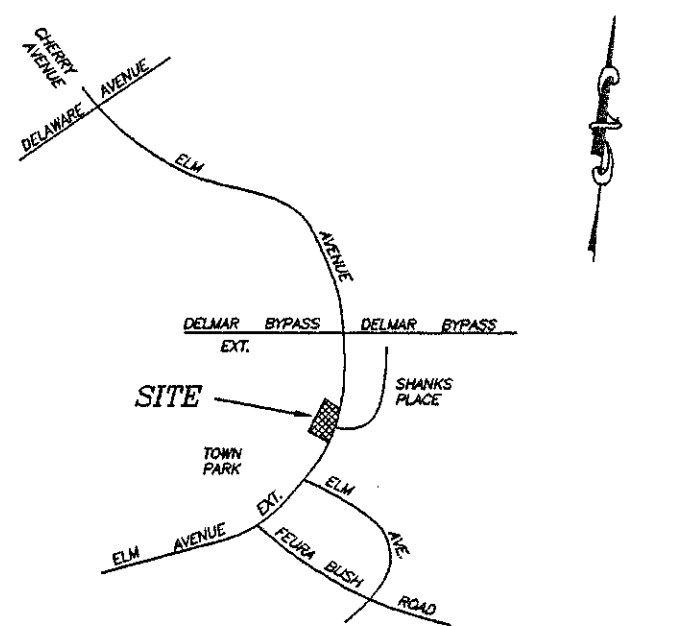 CHERRY
AVENUE
DELAWARE AVENUE
ELM
AVENUE
DELMAR BYPASS DELMAR BYPASS
EXT.
SHANKS
PLACE
SITE
TOWN
PARK
ELM
AVE.
ELM AVENUE EXT.
FEURA BUSH ROAD